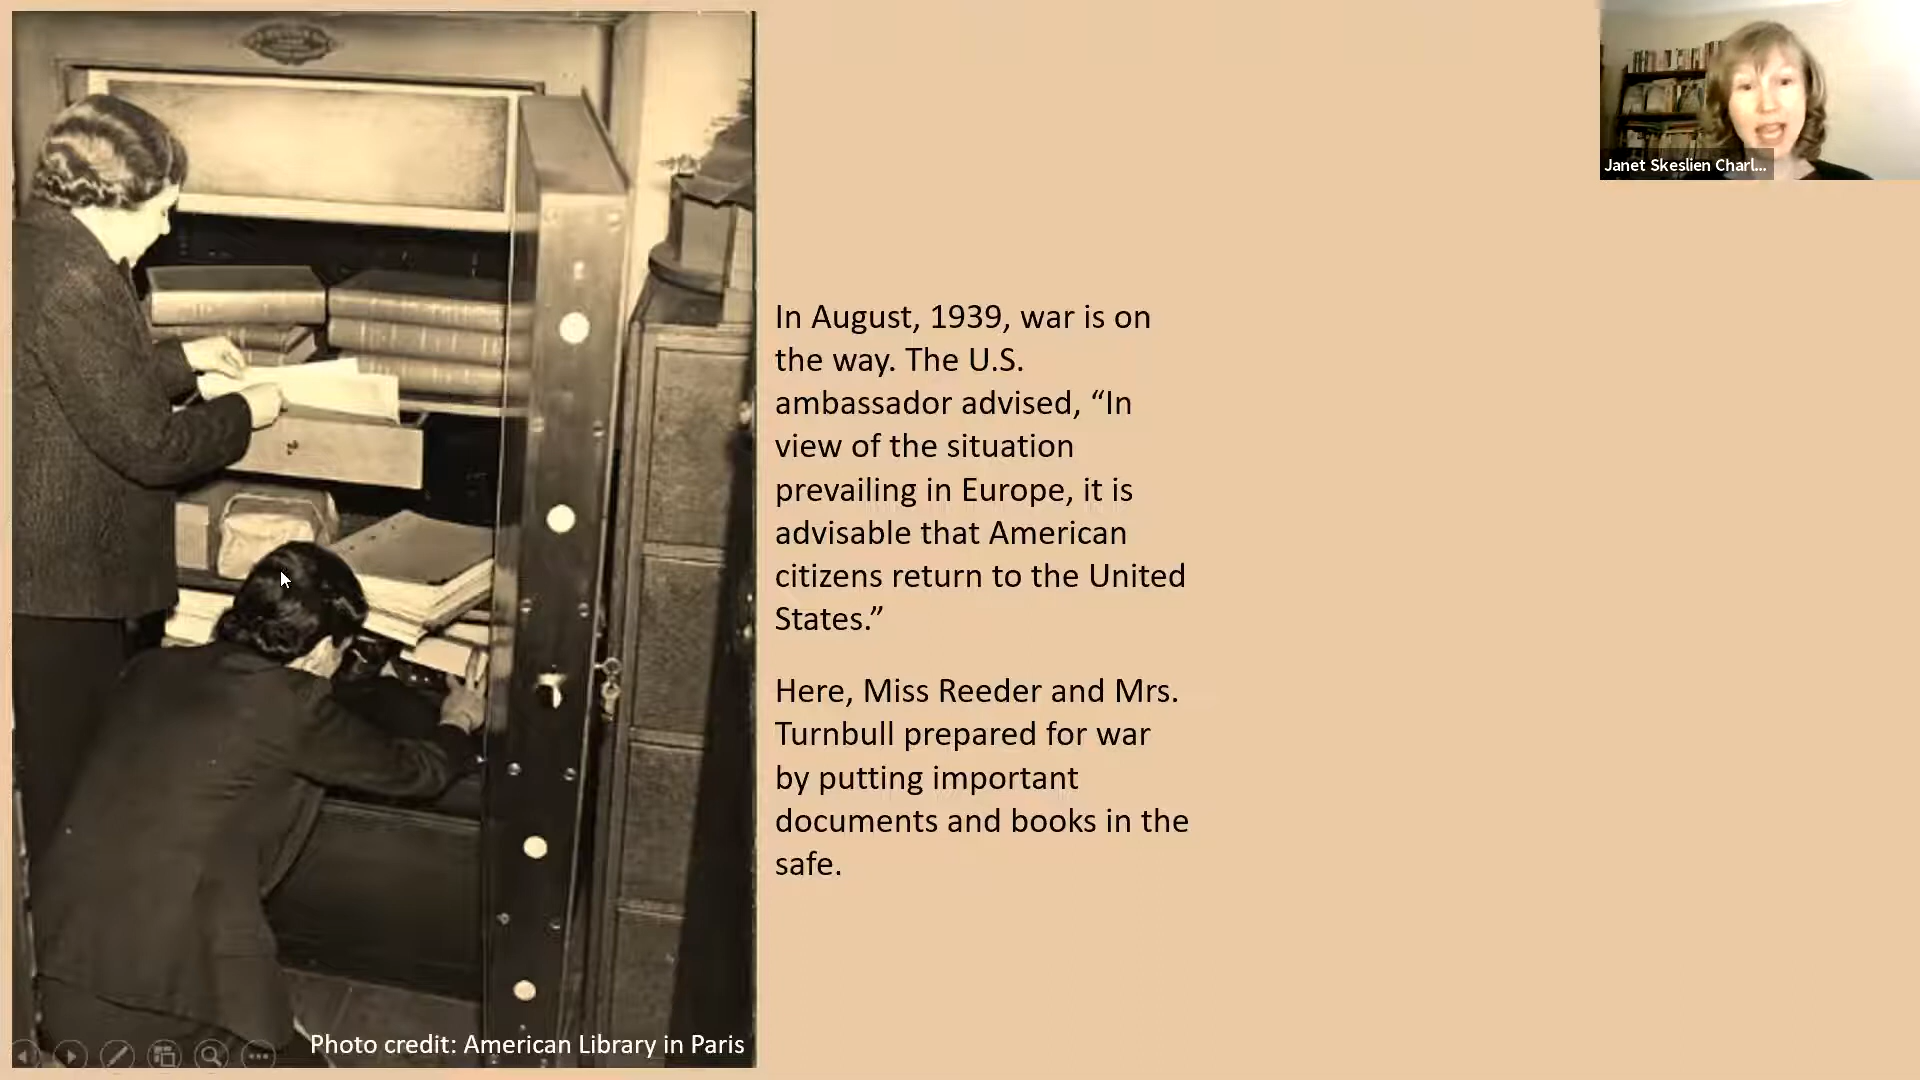 Janet Skeslien Charl...
In August, 1939, war is on
the way. The U.S.
ambassador advised, “In
view of the situation
prevailing in Europe, it is
advisable that American
citizens return to the United
States.”
Here, Miss Reeder and Mrs.
Turnbull prepared for war
by putting important
documents and books in the
safe.
Photo credit: American Library in Paris